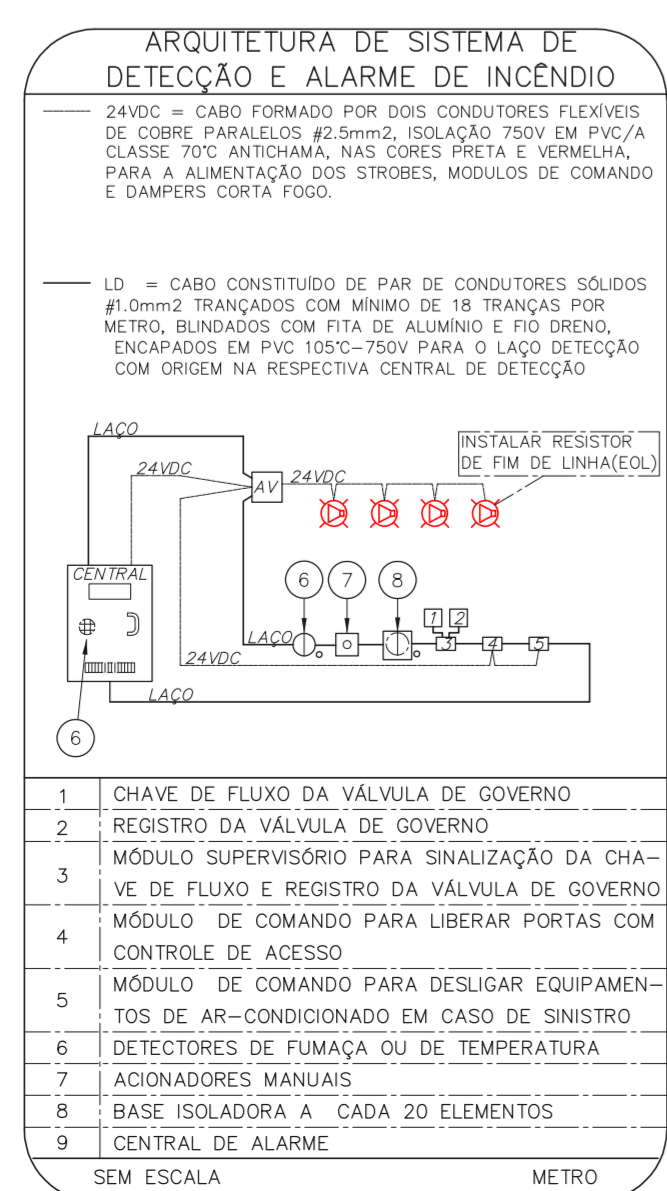 ARQUITETURA DE SISTEMA DE
DETECÇÃO E ALARME DE INCÊNDIO
24VDC = CABO FORMADO POR DOIS CONDUTORES FLEXÍVEIS
DE COBRE PARALELOS #2.5mm2, ISOLAÇÃO 750V EM PVC/A
CLASSE 70°C ANTICHAMA, NAS CORES PRETA E VERMELHA,
PARA A ALIMENTAÇÃO DOS STROBES, MODULOS DE COMANDO
E DAMPERS CORTA FOGO.
LD = CABO CONSTITUÍDO DE PAR DE CONDUTORES SÓLIDOS
#1.0mm2 TRANÇADOS COM MÍNIMO DE 18 TRANÇAS POR
METRO, BLINDADOS COM FITA DE ALUMÍNIO E FIO DRENO,
ENCAPADOS EM PVC 105°C-750V PARA O LAÇO DETECÇÃO
COM ORIGEM NA RESPECTIVA CENTRAL DE DETECÇÃO
LAÇO
INSTALAR RESISTOR
DE FIM DE LINHA(EOL)
24VDC
AV
24VDC
CENTRAL
6
7
8
1
2
LAÇO
3
4
5
24VDC
LAÇO
6
1 CHAVE DE FLUXO DA VÁLVULA DE GOVERNO
2 REGISTRO DA VÁLVULA DE GOVERNO
3 MÓDULO SUPERVISÓRIO PARA SINALIZAÇÃO DA CHA-
VE DE FLUXO E REGISTRO DA VÁLVULA DE GOVERNO
4 MÓDULO DE COMANDO PARA LIBERAR PORTAS COM
CONTROLE DE ACESSO
5 MÓDULO DE COMANDO PARA DESLIGAR EQUIPAMEN-
TOS DE AR-CONDICIONADO EM CASO DE SINISTRO
6 DETECTORES DE FUMAÇA OU DE TEMPERATURA
7 ACIONADORES MANUAIS
8 BASE ISOLADORA A CADA 20 ELEMENTOS
9 CENTRAL DE ALARME
SEM ESCALA METRO